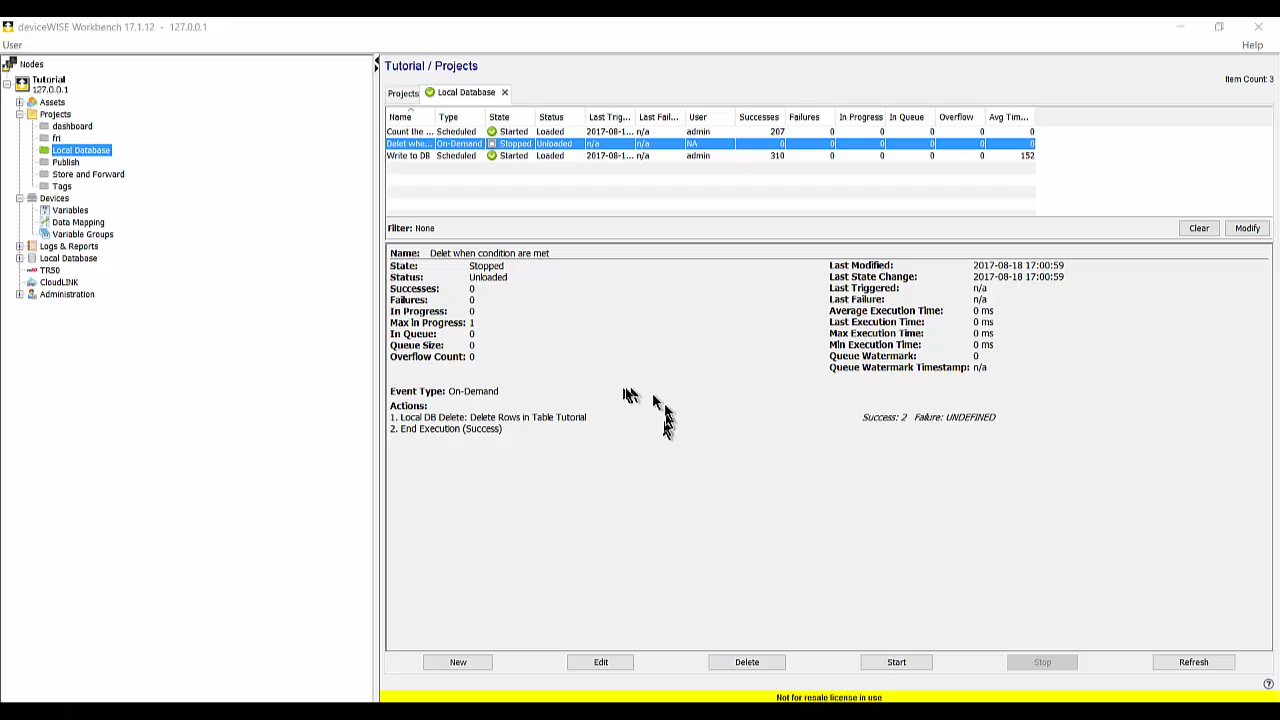 deviceWISE Workbench 17.1.12 - 127.0.0.1
User
Help
Nodes
Tutorial
127.0.0.1
Assets
Projects
dashboard
fri
Local Database
Publish
Store and Forward
Tags
Devices
Variables
Data Mapping
Variable Groups
Logs & Reports
Local Database
TR50
CloudLINK
Administration
Tutorial / Projects
Item Count: 3
Projects Local Database
Name Type State Status Last Trig... Last Fail... User Successes Failures In Progress In Queue Overflow Avg Tim...
Count the ... Scheduled Started Loaded 2017-08-1... n/a admin 207 0 0 0 0 0
Delet whe... On-Demand Stopped Unloaded n/a n/a NA 0 0 0 0 0 0
Write to DB Scheduled Started Loaded 2017-08-1... n/a admin 310 0 0 0 0 152
Filter: None
Clear Modify
Name: Delet when condition are met
State: Stopped
Status: Unloaded
Successes: 0
Failures: 0
In Progress: 0
Max in Progress: 1
In Queue: 0
Queue Size: 0
Overflow Count: 0
Last Modified: 2017-08-18 17:00:59
Last State Change: 2017-08-18 17:00:59
Last Triggered: n/a
Last Failure: n/a
Average Execution Time: 0 ms
Last Execution Time: 0 ms
Max Execution Time: 0 ms
Min Execution Time: 0 ms
Queue Watermark: 0
Queue Watermark Timestamp: n/a
Event Type: On-Demand
Actions:
1. Local DB Delete: Delete Rows in Table Tutorial Success: 2 Failure: UNDEFINED
2. End Execution (Success)
New Edit Delete Start Stop Refresh
Not for resale license in use